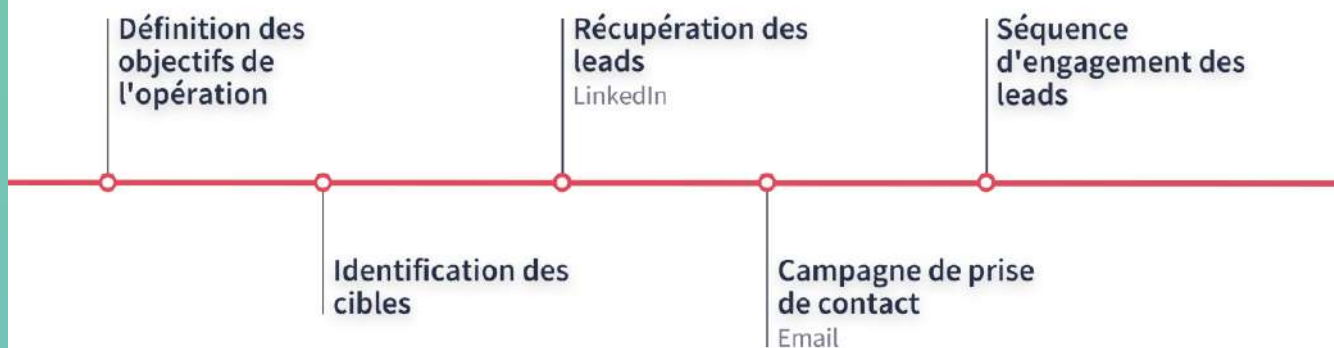 Définition des
objectifs de
l'opération
Identification des
cibles
Récupération des
leads
LinkedIn
Campagne de prise
de contact
Email
Séquence
d'engagement des
leads